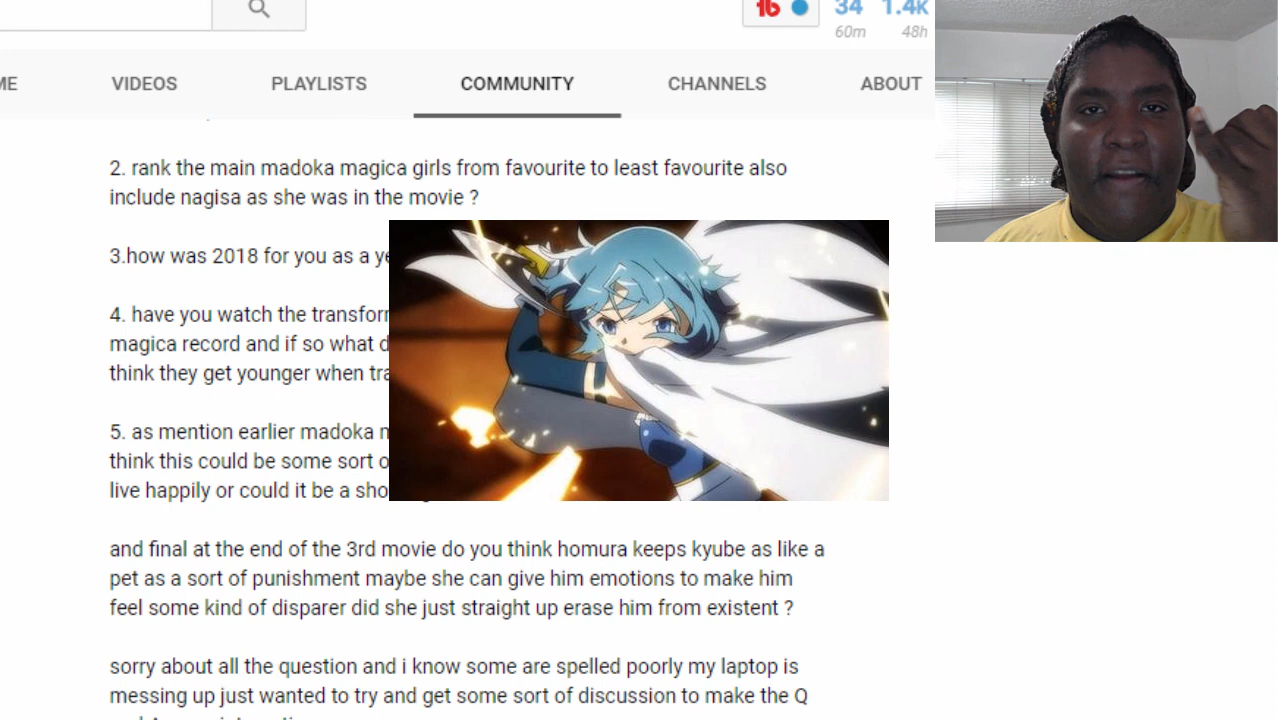 34 1.4K
60m 48h
ME VIDEOS PLAYLISTS COMMUNITY CHANNELS ABOUT
2. rank the main madoka magica girls from favourite to least favourite also
include nagisa as she was in the movie ?
3.how was 2018 for you as a ye
4. have you watch the transfor
magica record and if so what d
think they get younger when tra
5. as mention earlier madoka
think this could be some sort o
live happily or could it be a sho
and final at the end of the 3rd movie do you think homura keeps kyube as like a
pet as a sort of punishment maybe she can give him emotions to make him
feel some kind of disparer did she just straight up erase him from existent ?
sorry about all the question and i know some are spelled poorly my laptop is
messing up just wanted to try and get some sort of discussion to make the Q